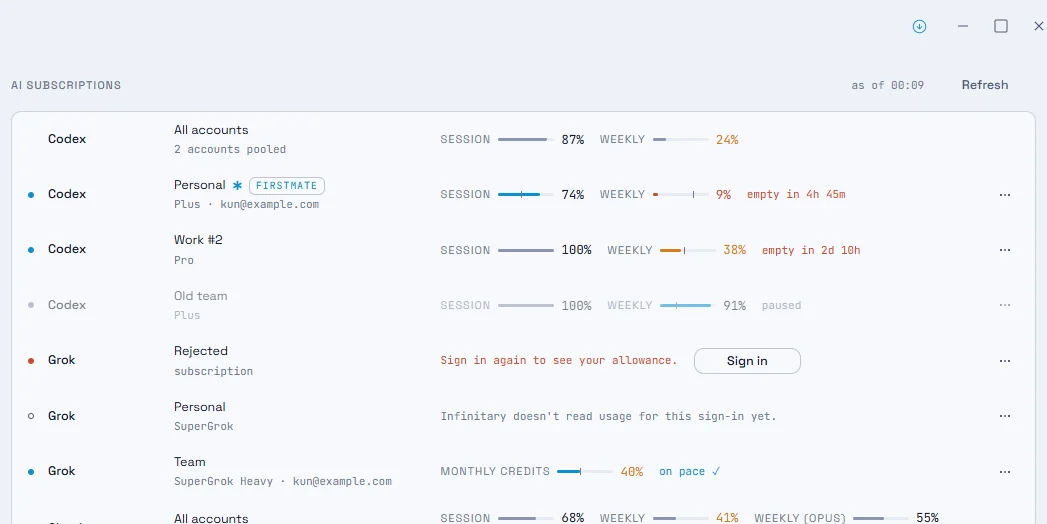 AI SUBSCRIPTIONS as of 00:09 Refresh
Codex All accounts SESSION 87% WEEKLY 24%
2 accounts pooled
Codex Personal FIRSTMATE SESSION 74% WEEKLY 9% empty in 4h 45m
Plus · kun@example.com
Codex Work #2 SESSION 100% WEEKLY 38% empty in 2d 10h
Pro
Codex Old team SESSION 100% WEEKLY 91% paused
Plus
Grok Rejected Sign in again to see your allowance. Sign in
subscription
Grok Personal Infinitary doesn't read usage for this sign-in yet.
SuperGrok
Grok Team MONTHLY CREDITS 40% on pace ✓
SuperGrok Heavy · kun@example.com
All accounts SESSION 68% WEEKLY 41% WEEKLY (OPUS) 55%